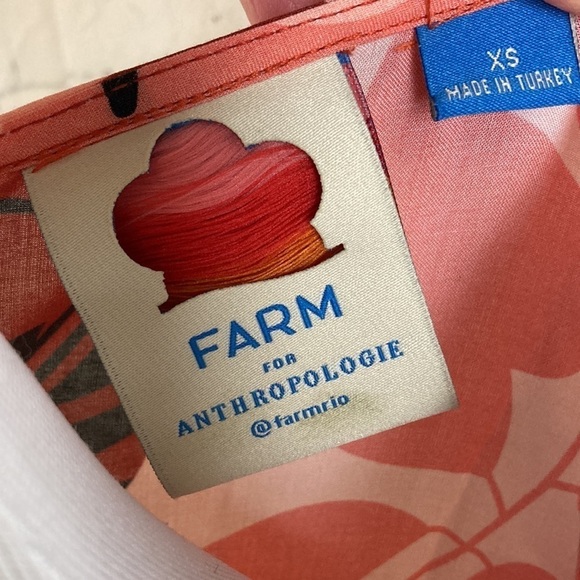 XS
MADE IN TURKEY
FARM
FOR
ANTHROPOLOGIE
@farmrio